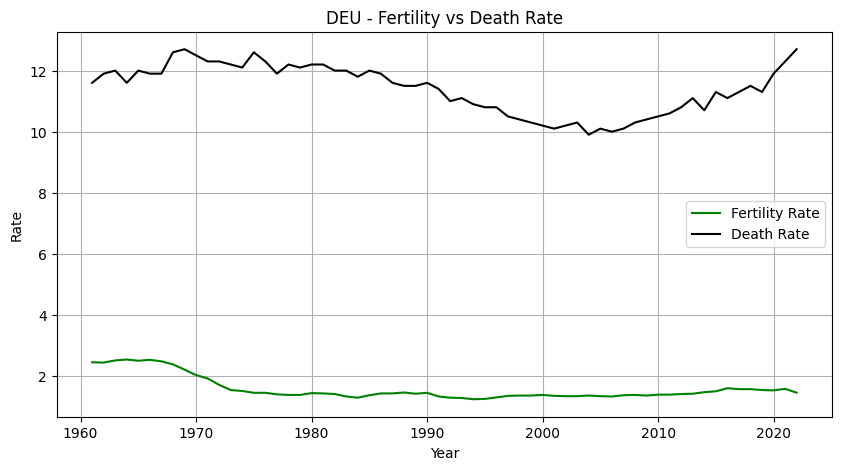 DEU - Fertility vs Death Rate
12
10
8
6
4
2
Rate
Fertility Rate
Death Rate
1960 1970 1980 1990 2000 2010 2020
Year